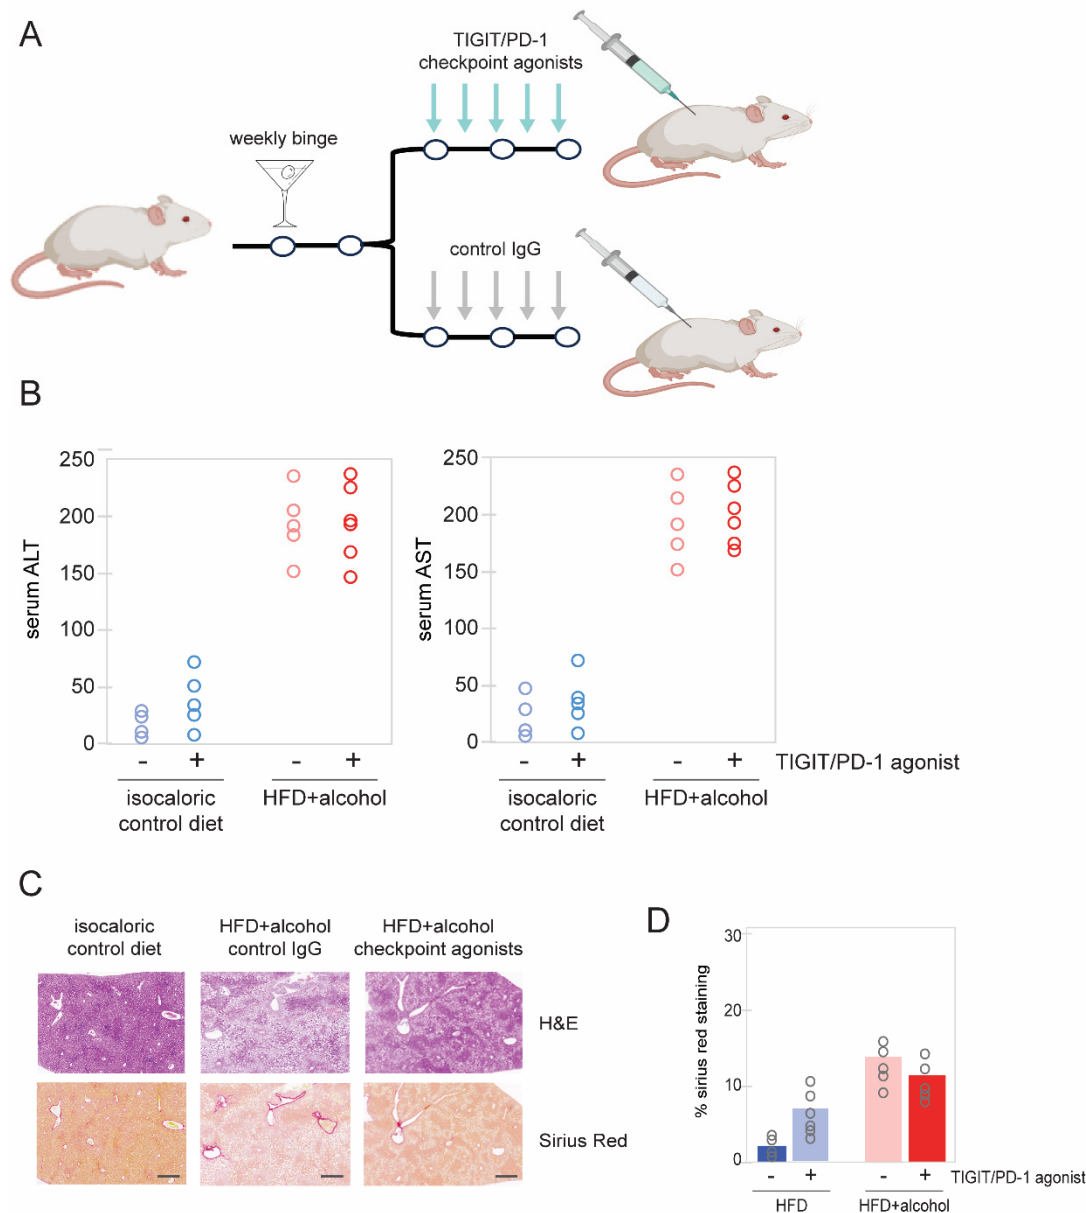 A
TIGIT/PD-1
checkpoint agonists
weekly binge
control IgG
B
250
200
150
100
50
0
serum ALT
- + - +
isocaloric
control diet
HFD+alcohol
250
200
150
100
50
0
serum AST
- + - + TIGIT/PD-1 agonist
isocaloric
control diet
HFD+alcohol
C
isocaloric
control diet
HFD+alcohol
control IgG
HFD+alcohol
checkpoint agonists
H&E
Sirius Red
D
30
20
10
0
% sirius red staining
- + - + TIGIT/PD-1 agonist
HFD HFD+alcohol